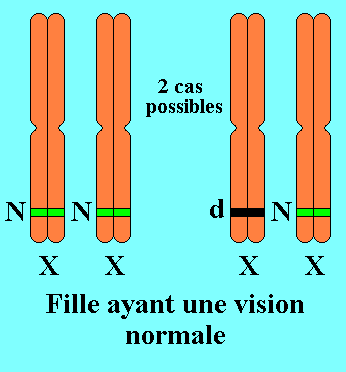 2 cas
possibles
N N d N
X X X X
Fille ayant une vision
normale